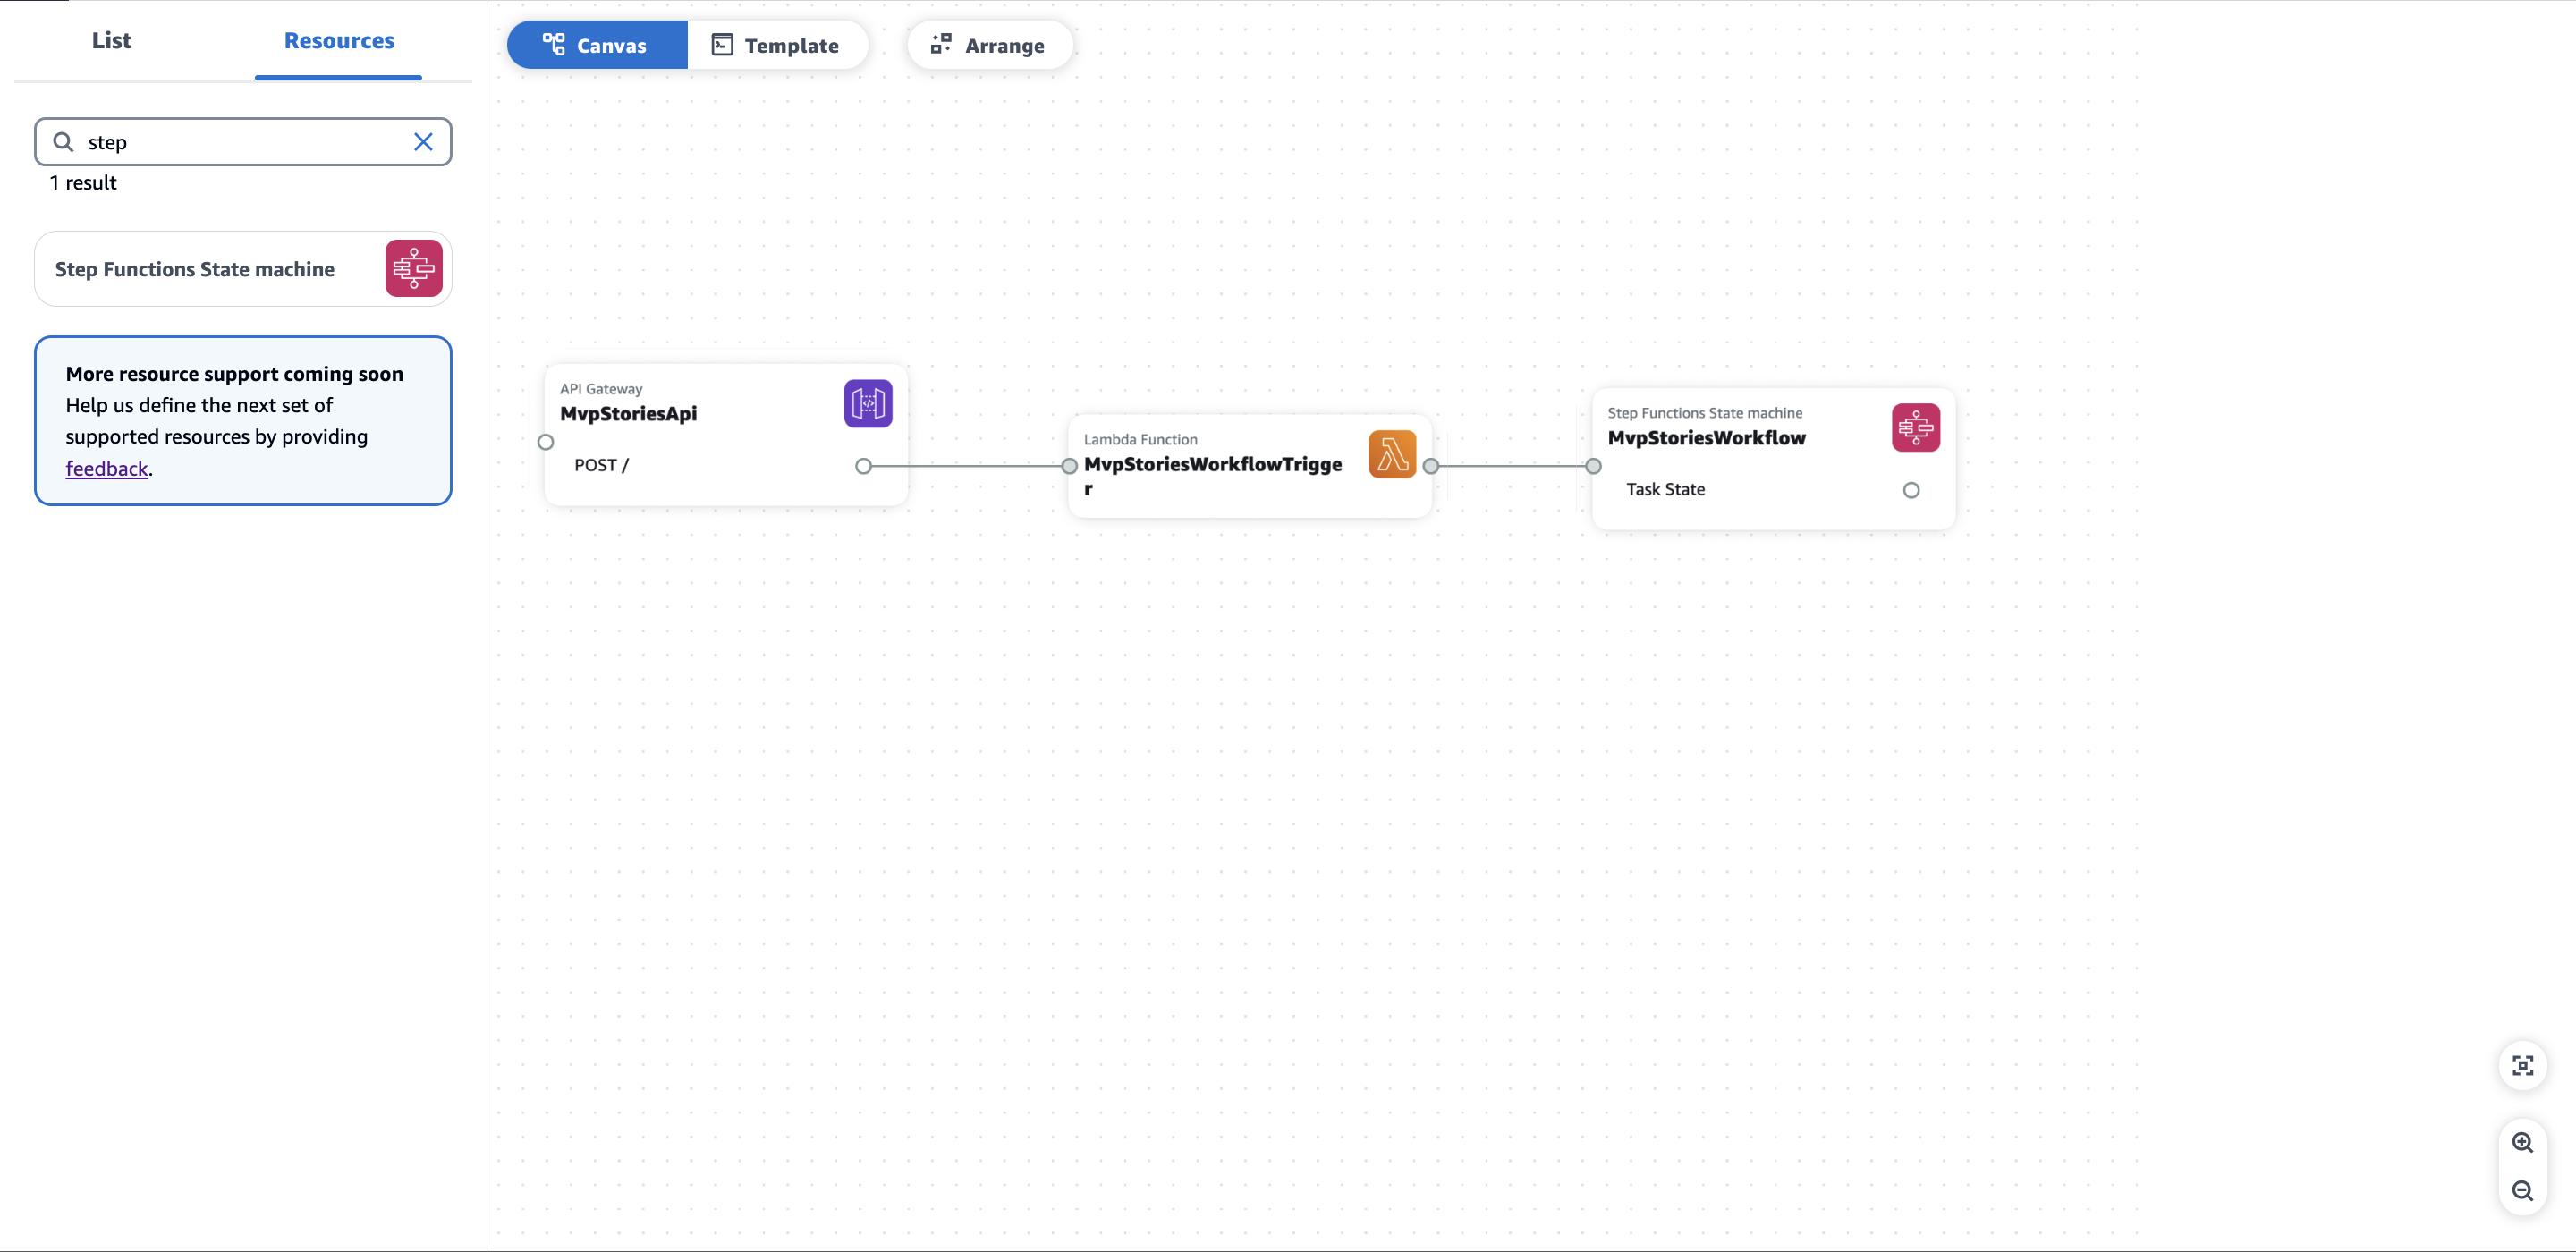 List
Resources
step
1 result
Step Functions State machine
More resource support coming soon
Help us define the next set of
supported resources by providing
feedback.
Canvas
Template
Arrange
API Gateway
MvpStoriesApi
POST /
Lambda Function
MvpStoriesWorkflowTrigge
r
Step Functions State machine
MvpStoriesWorkflow
Task State